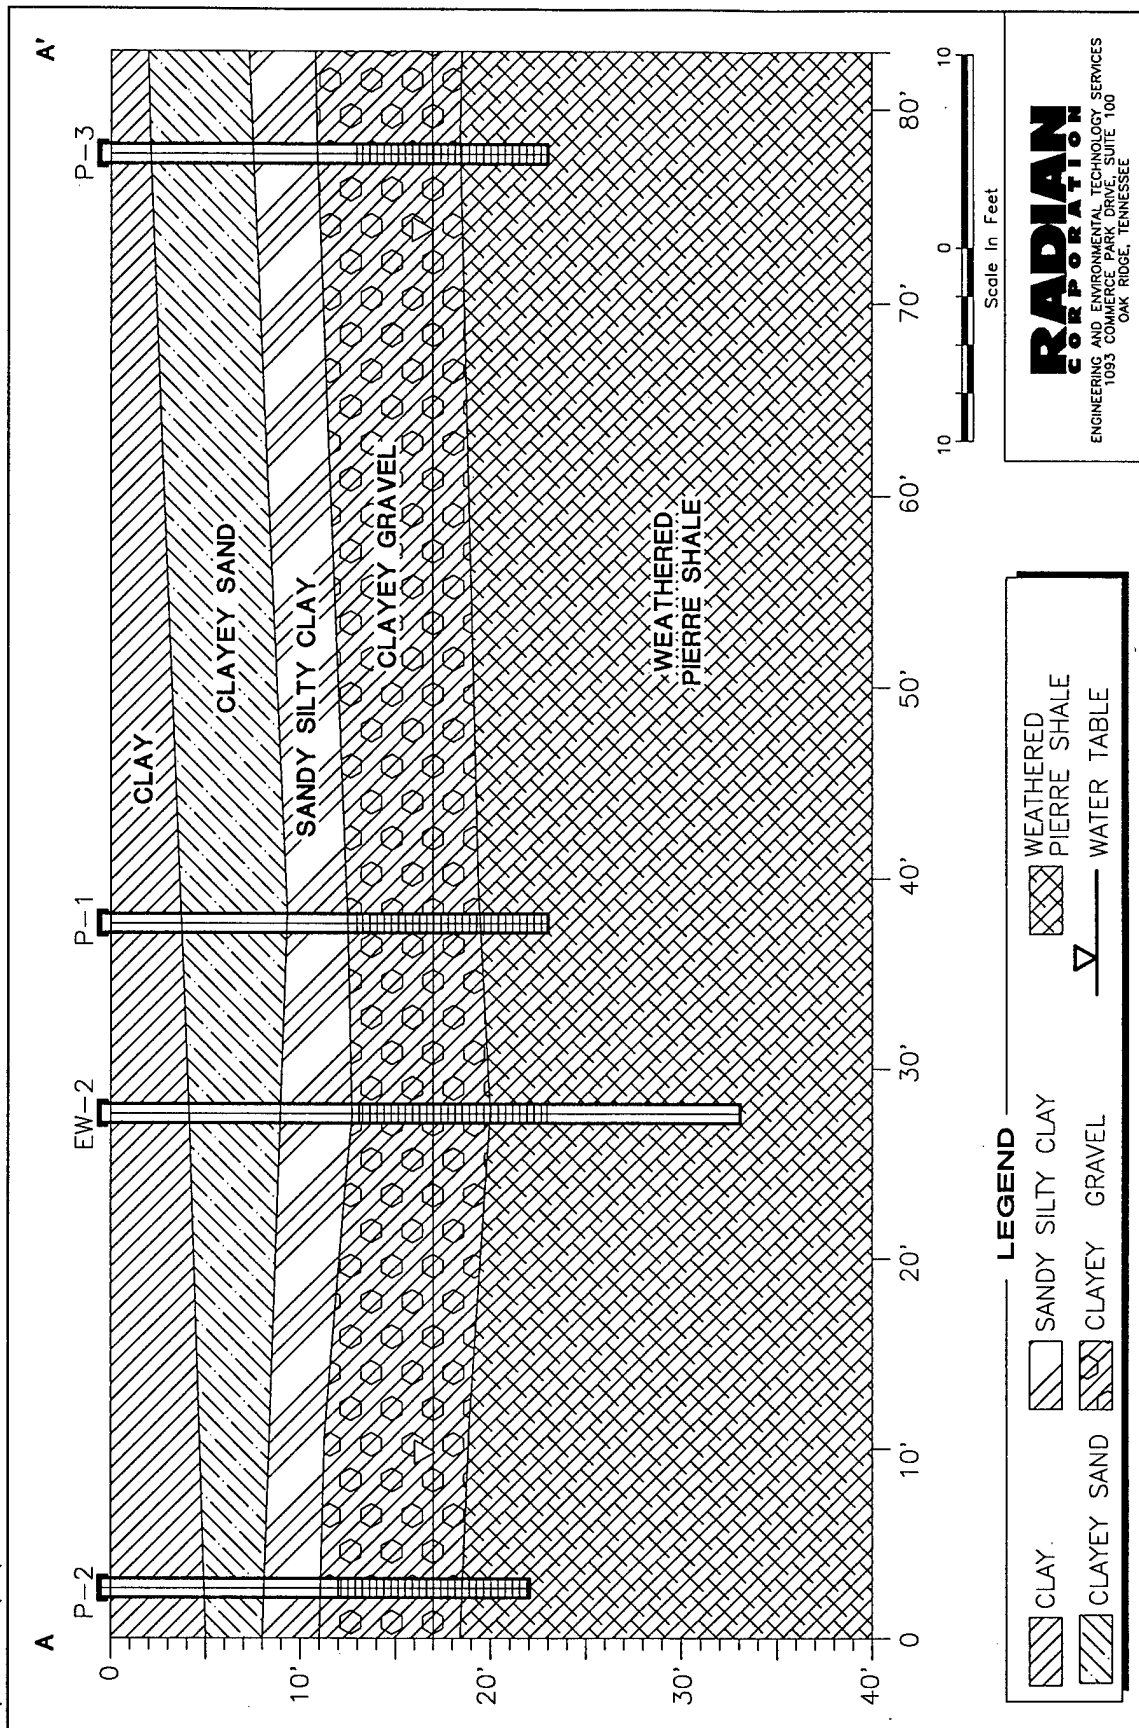 A
A'
P-2
EW-2
P-1
P-3
0
10'
20'
30'
40'
CLAY
CLAYEY SAND
SANDY SILTY CLAY
CLAYEY GRAVEL
WEATHERED
PIERRE SHALE
0
10'
20'
30'
40'
50'
60'
70'
80'
10
0
10
Scale In Feet
LEGEND
CLAY
SANDY SILTY CLAY
WEATHERED
PIERRE SHALE
CLAYEY SAND
CLAYEY GRAVEL
WATER TABLE
RADIAN
CORPORATION
ENGINEERING AND ENVIRONMENTAL TECHNOLOGY SERVICES
1093 COMMERCE PARK DRIVE, SUITE 100
OAK RIDGE, TENNESSEE